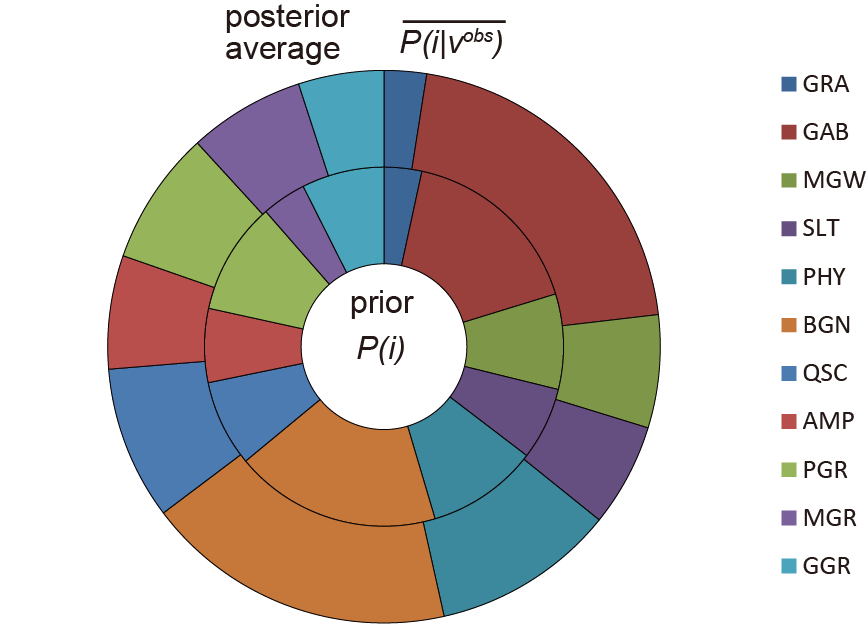 posterior
average
P(i|v^obs)
prior
P(i)
GRA
GAB
MGW
SLT
PHY
BGN
QSC
AMP
PGR
MGR
GGR